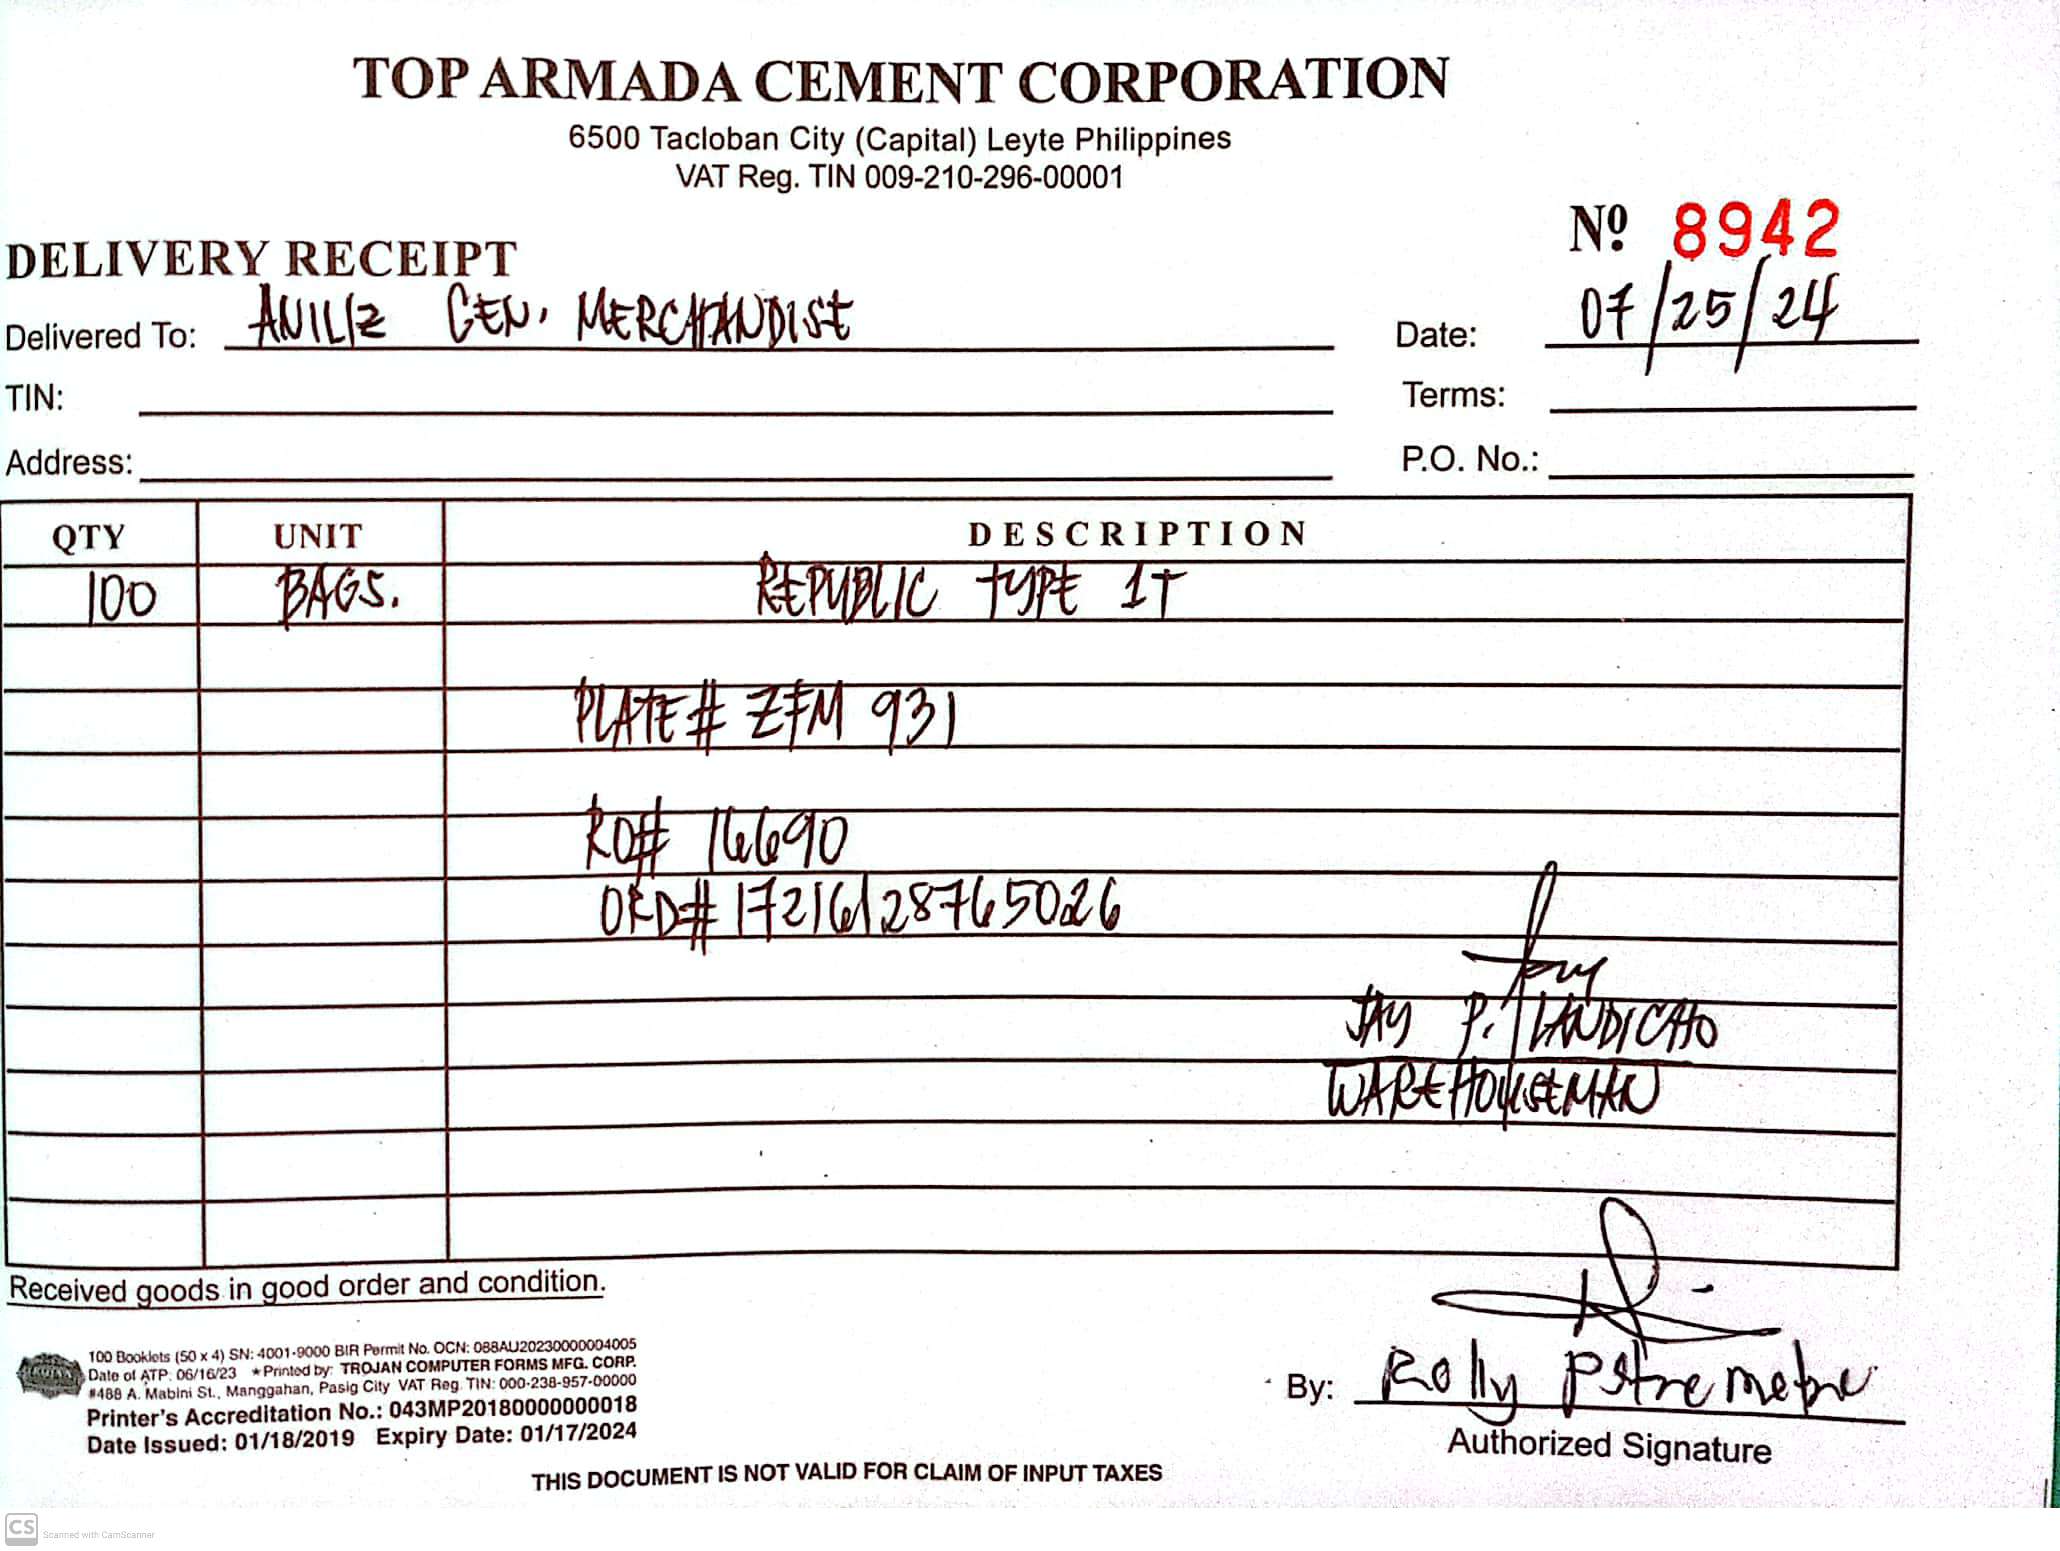 TOP ARMADA CEMENT CORPORATION
6500 Tacloban City (Capital) Leyte Philippines
VAT Reg. TIN 009-210-296-00001
Nº 8942
DELIVERY RECEIPT
Delivered To: ANILIZ GEN. MERCHANDISE
Date: 07/25/24
TIN:
Terms:
Address:
P.O. No.:
QTY UNIT DESCRIPTION
100 BAGS. REPUBLIC TYPE 1T
PLATE# ZFM 931
RO# 16690
ORD# 17216128765026
JAY P. LANDICHO
WAREHOUSEMAN
Received goods in good order and condition.
100 Booklets (50 x 4) SN: 4001-9000 BIR Permit No. OCN: 088AU20230000004005
Date of ATP: 06/16/23 *Printed by: TROJAN COMPUTER FORMS MFG. CORP.
#488 A. Mabini St., Manggahan, Pasig City VAT Reg. TIN: 000-238-957-00000
Printer's Accreditation No.: 043MP20180000000018
Date Issued: 01/18/2019 Expiry Date: 01/17/2024
By: Rolly
Authorized Signature
THIS DOCUMENT IS NOT VALID FOR CLAIM OF INPUT TAXES
CS Scanned with CamScanner